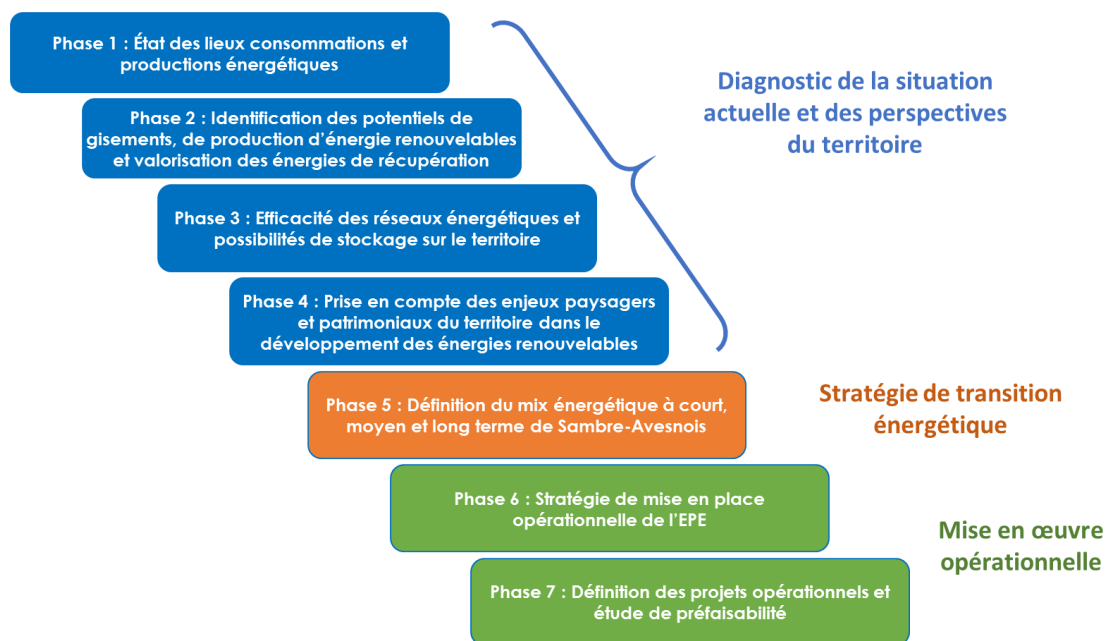 Phase 1 : État des lieux consommations et
productions énergétiques
Diagnostic de la situation
actuelle et des perspectives
du territoire
Phase 2 : Identification des potentiels de
gisements, de production d’énergie renouvelables
et valorisation des énergies de récupération
Phase 3 : Efficacité des réseaux énergétiques et
possibilités de stockage sur le territoire
Phase 4 : Prise en compte des enjeux paysagers
et patrimoniaux du territoire dans le
développement des énergies renouvelables
Phase 5 : Définition du mix énergétique à court,
moyen et long terme de Sambre-Avesnois
Stratégie de transition
énergétique
Phase 6 : Stratégie de mise en place
opérationnelle de l’EPE
Mise en œuvre
opérationnelle
Phase 7 : Définition des projets opérationnels et
étude de préfaisabilité